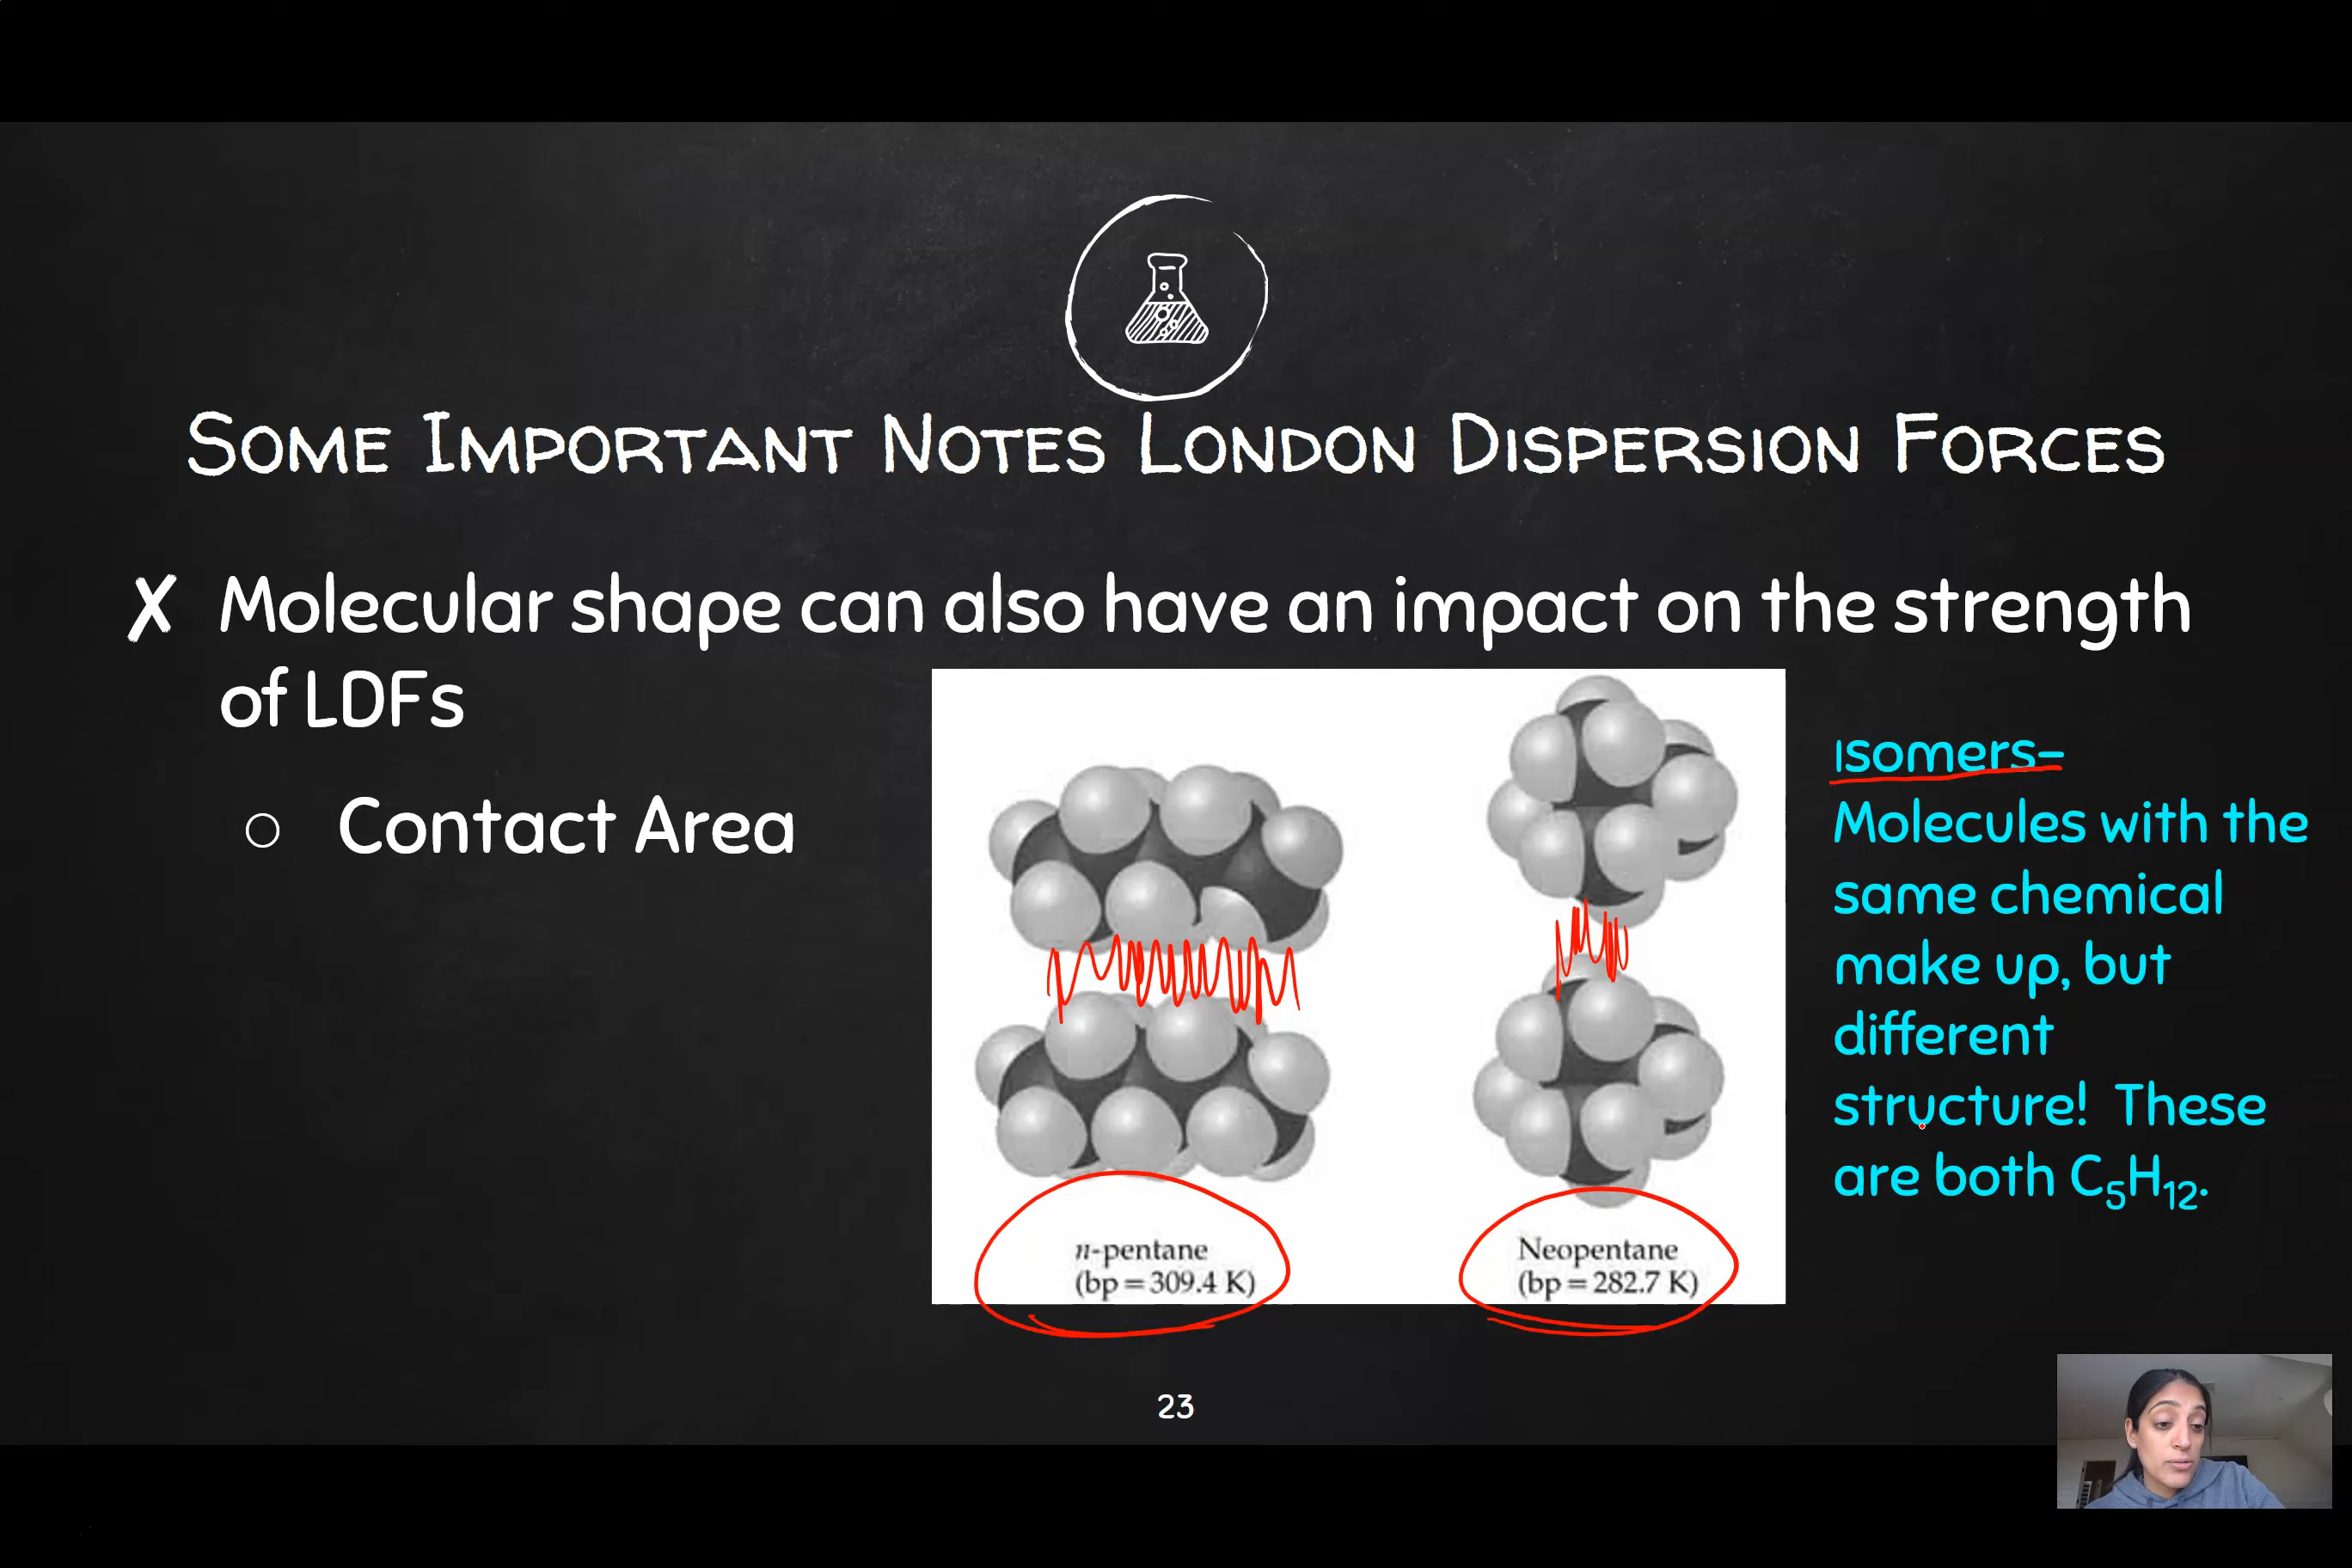 Some Important Notes London Dispersion Forces
✗ Molecular shape can also have an impact on the strength
of LDFs
○ Contact Area
n-pentane
(bp = 309.4 K)
Neopentane
(bp = 282.7 K)
Isomers-
Molecules with the
same chemical
make up, but
different
structure! These
are both C₅H₁₂.
23